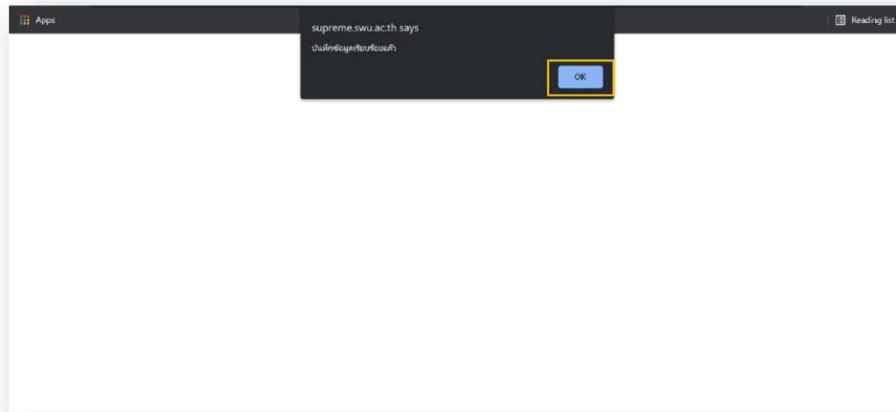 Apps
Reading list
supreme.swu.ac.th says
บันทึกข้อมูลเรียบร้อยแล้ว
OK